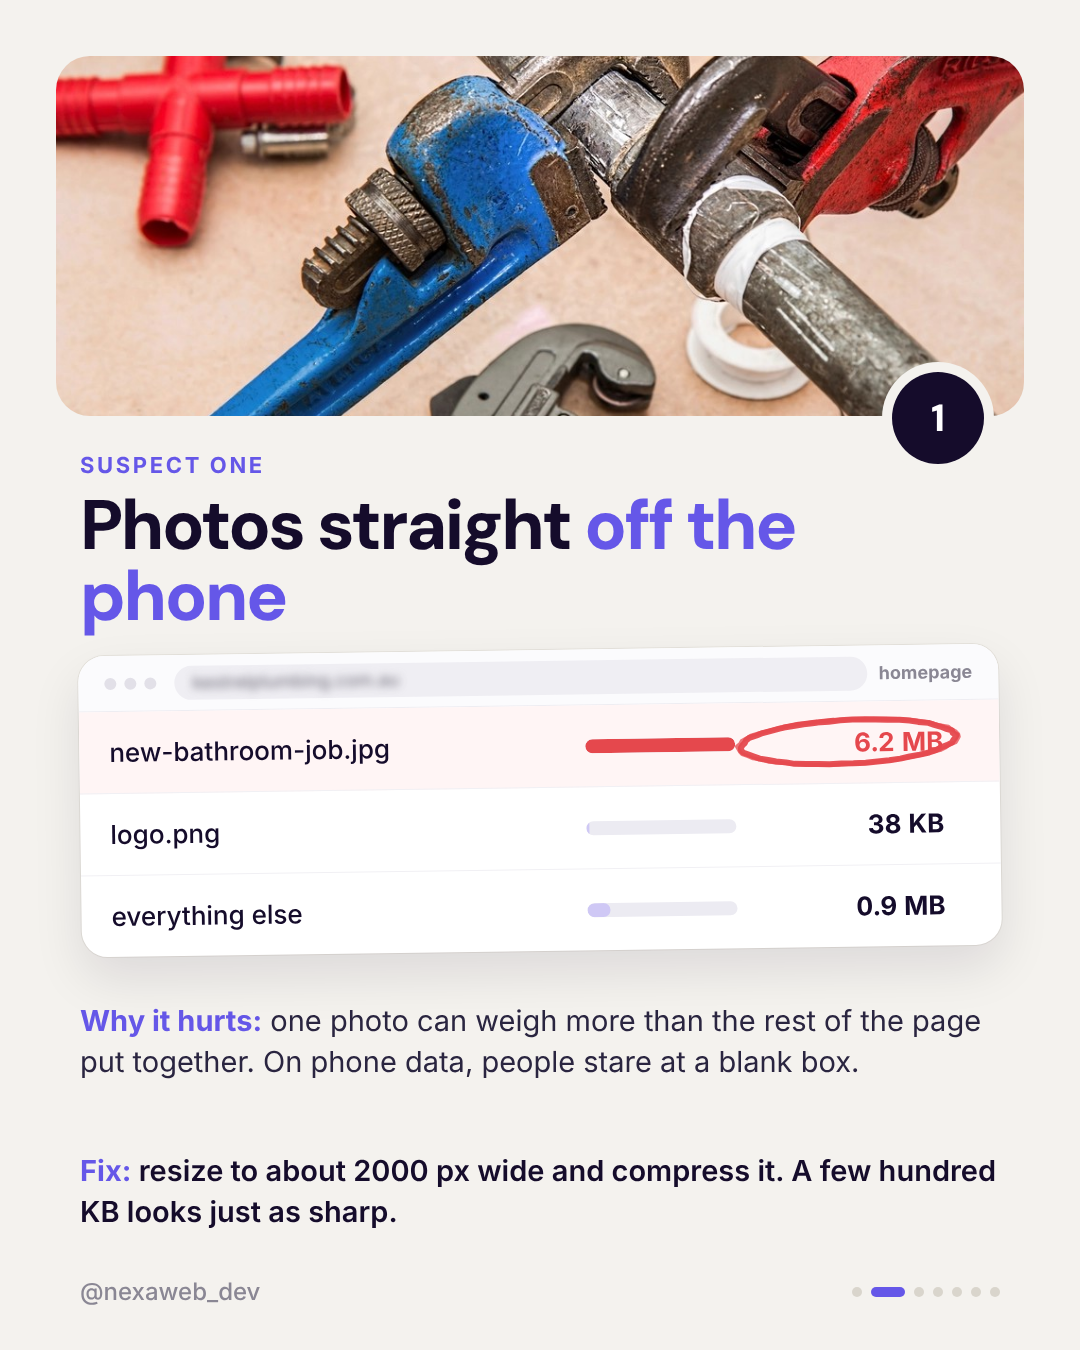 1
SUSPECT ONE
Photos straight off the
phone
homepage
new-bathroom-job.jpg 6.2 MB
logo.png 38 KB
everything else 0.9 MB
Why it hurts: one photo can weigh more than the rest of the page
put together. On phone data, people stare at a blank box.
Fix: resize to about 2000 px wide and compress it. A few hundred
KB looks just as sharp.
@nexaweb_dev